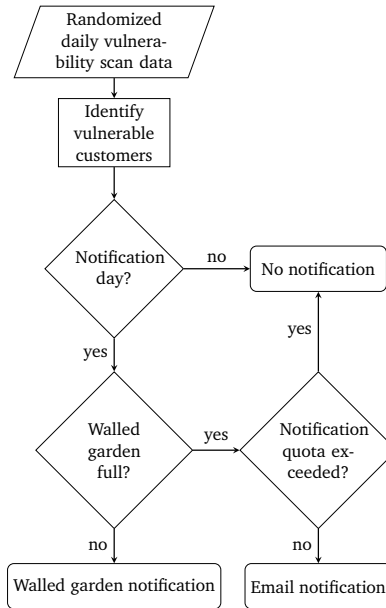 Randomized
daily vulnera-
bility scan data
Identify
vulnerable
customers
Notification
day?
no
No notification
yes
yes
Walled
garden
full?
yes
Notification
quota ex-
ceeded?
no
no
Walled garden notification
Email notification